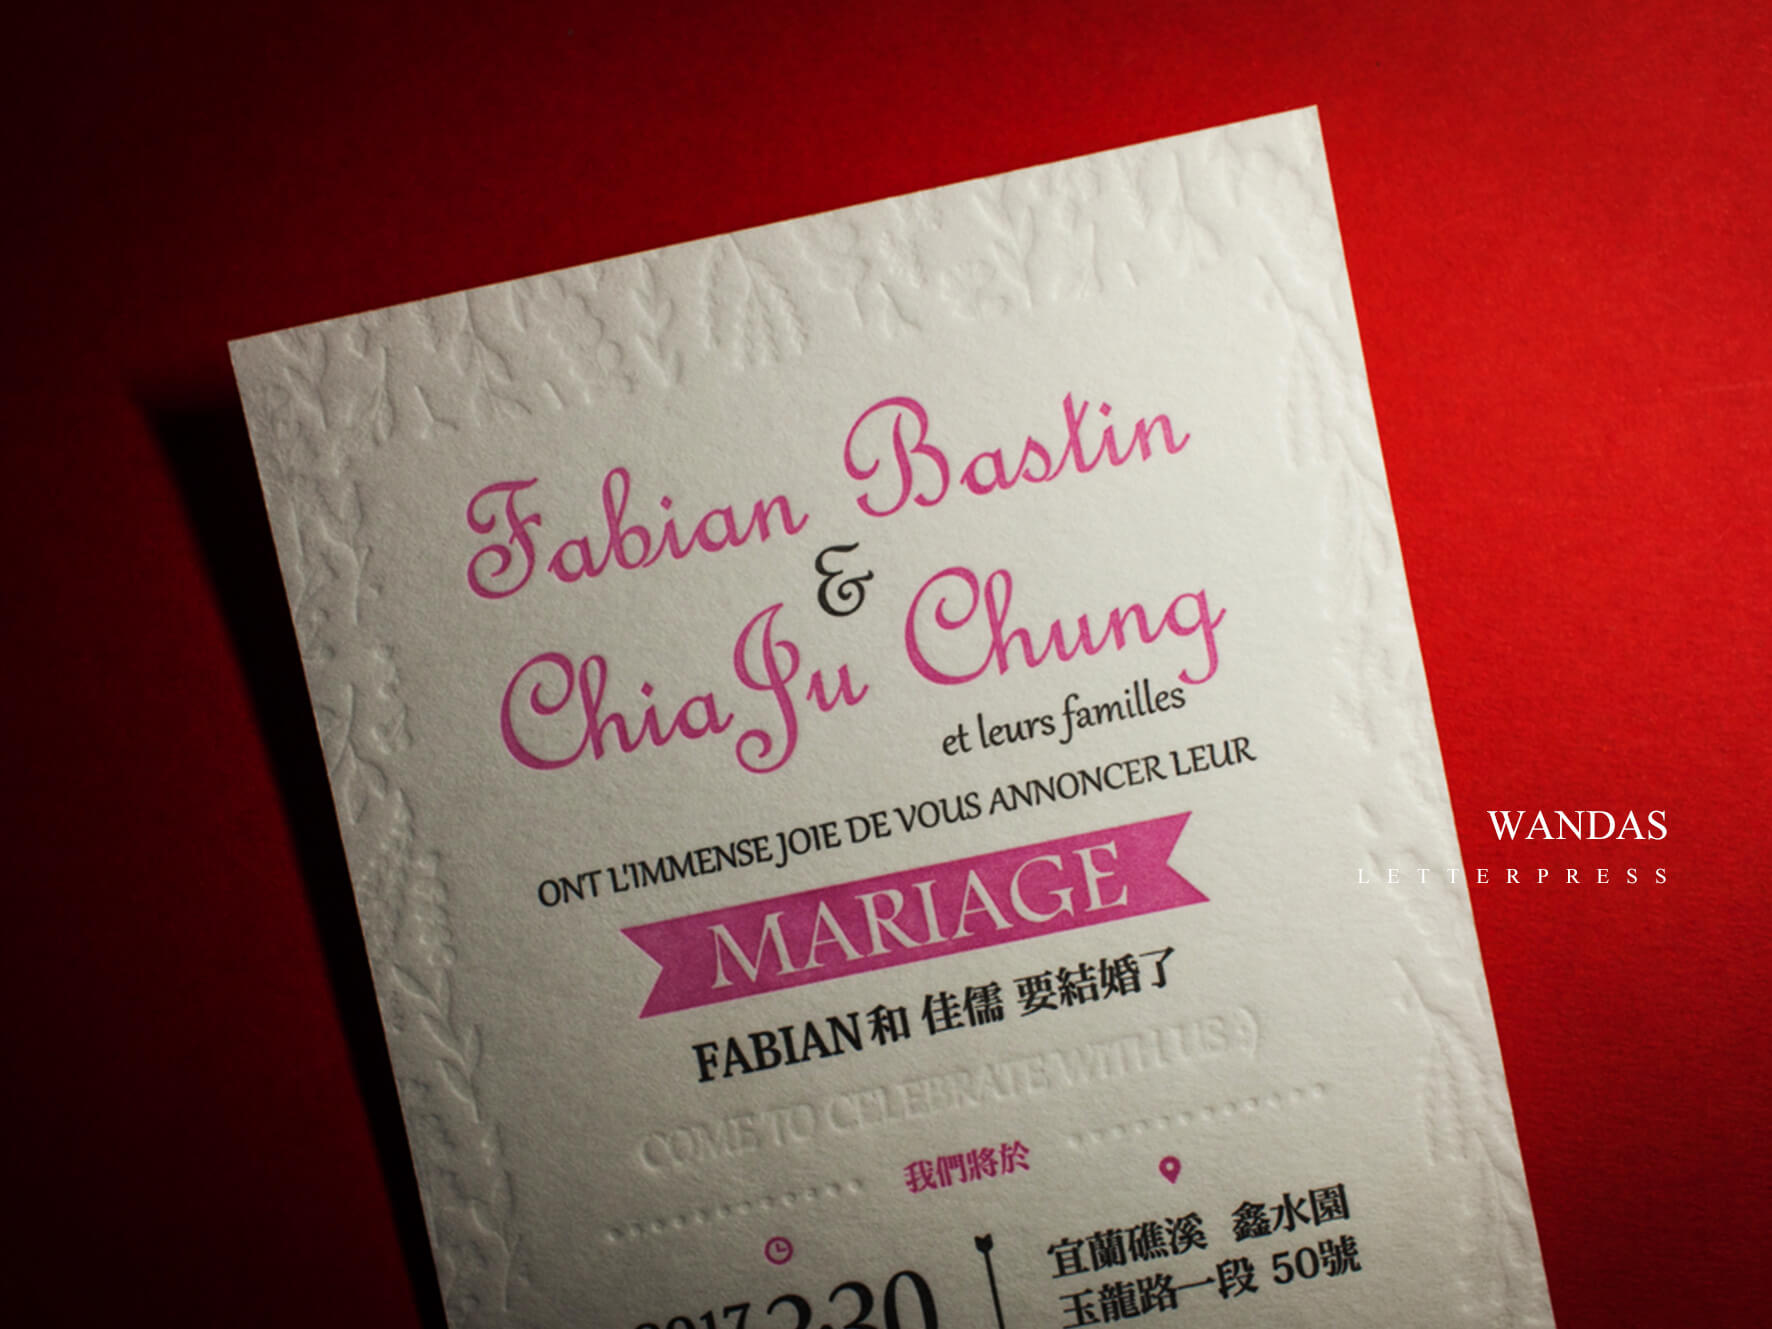 Fabian Bastin
&
ChiaJu Chung
et leurs familles
ONT L'IMMENSE JOIE DE VOUS ANNONCER LEUR
MARIAGE
FABIAN和 佳儒 要結婚了
COME TO CELEBRATE WITH US :)
我們將於
宜蘭礁溪 鑫水園
玉龍路一段 50號
WANDAS
LETTERPRESS